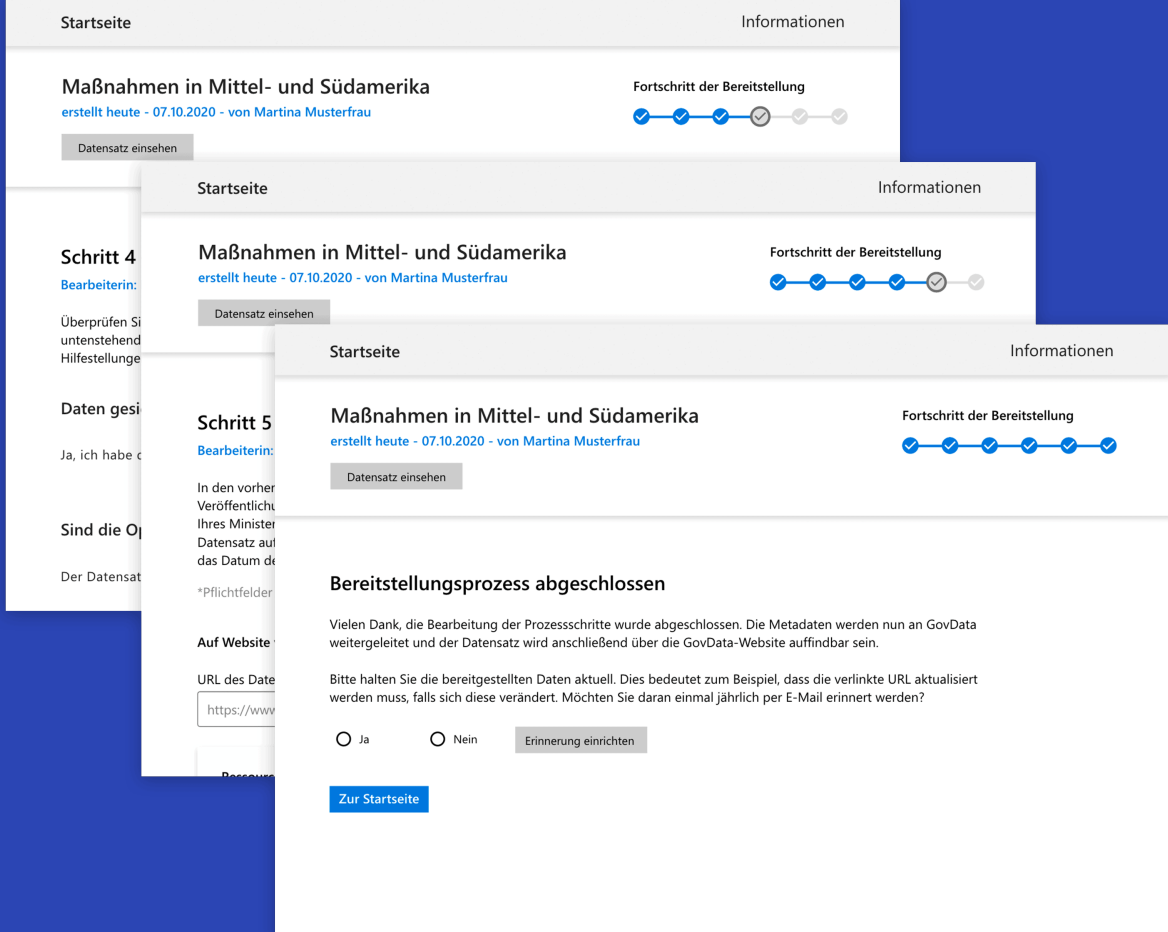 Startseite
Informationen
Maßnahmen in Mittel- und Südamerika
erstellt heute - 07.10.2020 - von Martina Musterfrau
Datensatz einsehen
Fortschritt der Bereitstellung
Schritt 4
Bearbeiterin:
Überprüfen
untenstehend
Hilfestellunge
Daten
Ja, ich habe
Sind die
Der Datensat
Startseite
Informationen
Maßnahmen in Mittel- und Südamerika
erstellt heute - 07.10.2020 - von Martina Musterfrau
Datensatz einsehen
Fortschritt der Bereitstellung
Schritt 5
Bearbeiterin:
In den vorher
Veröffentlich
Ihres Minister
Datensatz auf
das Datum
*Pflichtfelder
Auf Website
URL des Date
https://www
Startseite
Informationen
Maßnahmen in Mittel- und Südamerika
erstellt heute - 07.10.2020 - von Martina Musterfrau
Datensatz einsehen
Fortschritt der Bereitstellung
Bereitstellungsprozess abgeschlossen
Vielen Dank, die Bearbeitung der Prozessschritte wurde abgeschlossen. Die Metadaten werden nun an GovData
weitergeleitet und der Datensatz wird anschließend über die GovData-Website auffindbar sein.
Bitte halten Sie die bereitgestellten Daten aktuell. Dies bedeutet zum Beispiel, dass die verlinkte URL aktualisiert
werden muss, falls sich diese verändert. Möchten Sie daran einmal jährlich per E-Mail erinnert werden?
Ja
Nein
Erinnerung einrichten
Zur Startseite